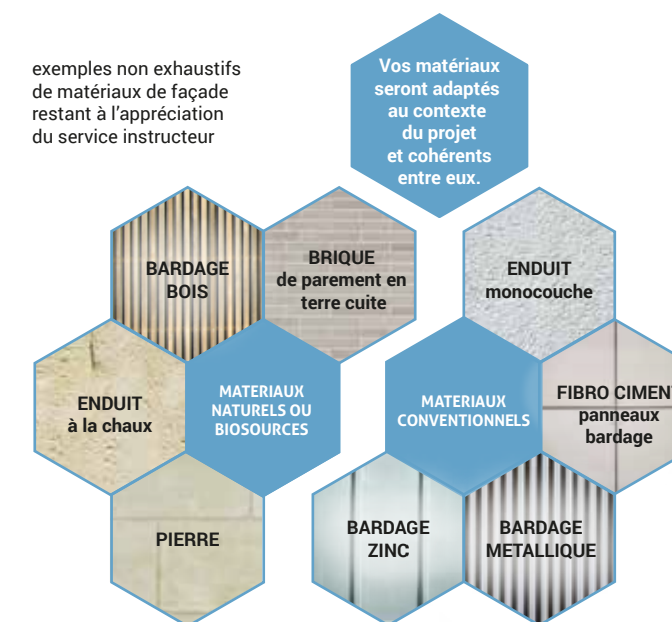 exemples non exhaustifs
de matériaux de façade
restant à l'appréciation
du service instructeur
Vos matériaux
seront adaptés
au contexte
du projet
et cohérents
entre eux.
BARDAGE
BOIS
BRIQUE
de parement en
terre cuite
ENDUIT
monocouche
ENDUIT
à la chaux
MATERIAUX
NATURELS OU
BIOSOURCES
MATERIAUX
CONVENTIONNELS
FIBRO CIMENT
panneaux
bardage
PIERRE
BARDAGE
ZINC
BARDAGE
METALLIQUE